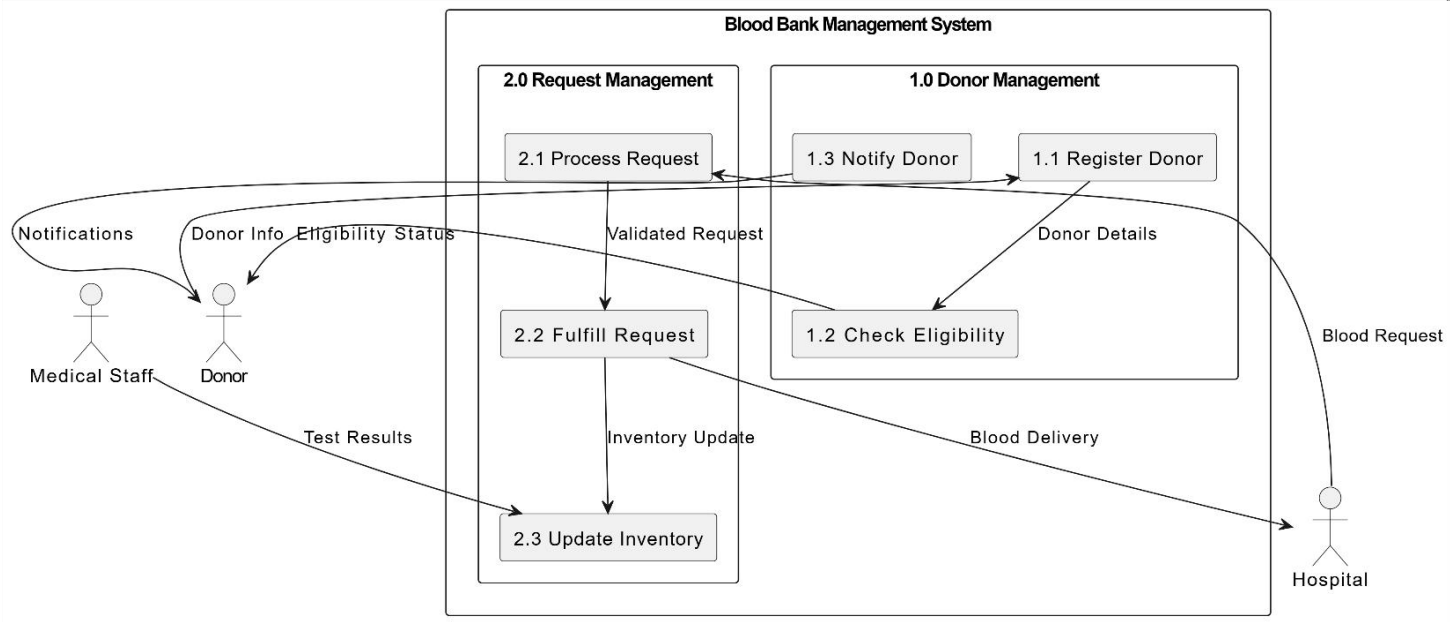 Blood Bank Management System
2.0 Request Management
1.0 Donor Management
2.1 Process Request
1.3 Notify Donor
1.1 Register Donor
Notifications
Donor Info
Eligibility Status
Validated Request
Donor Details
2.2 Fulfill Request
1.2 Check Eligibility
Blood Request
Medical Staff
Donor
Test Results
Inventory Update
Blood Delivery
2.3 Update Inventory
Hospital